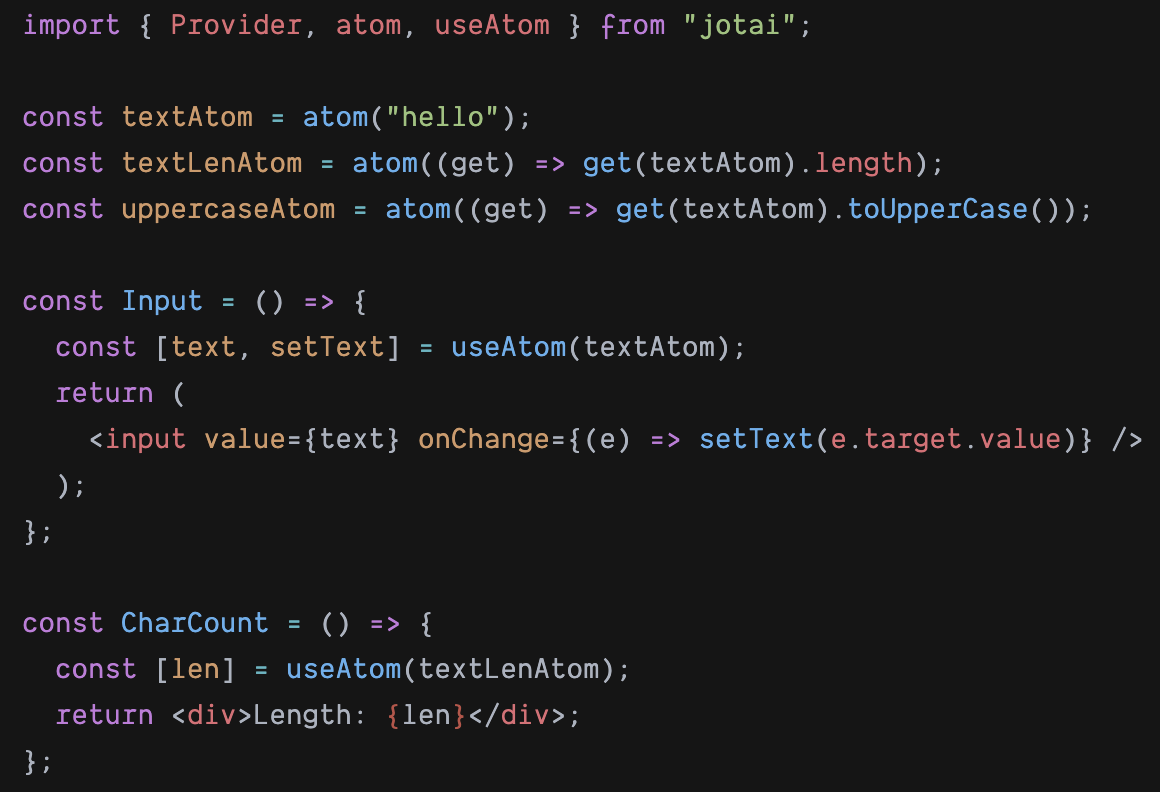 import { Provider, atom, useAtom } from "jotai";

const textAtom = atom("hello");
const textLenAtom = atom((get) => get(textAtom).length);
const uppercaseAtom = atom((get) => get(textAtom).toUpperCase());

const Input = () => {
  const [text, setText] = useAtom(textAtom);
  return (
    <input value={text} onChange={(e) => setText(e.target.value)} />
  );
};

const CharCount = () => {
  const [len] = useAtom(textLenAtom);
  return <div>Length: {len}</div>;
};